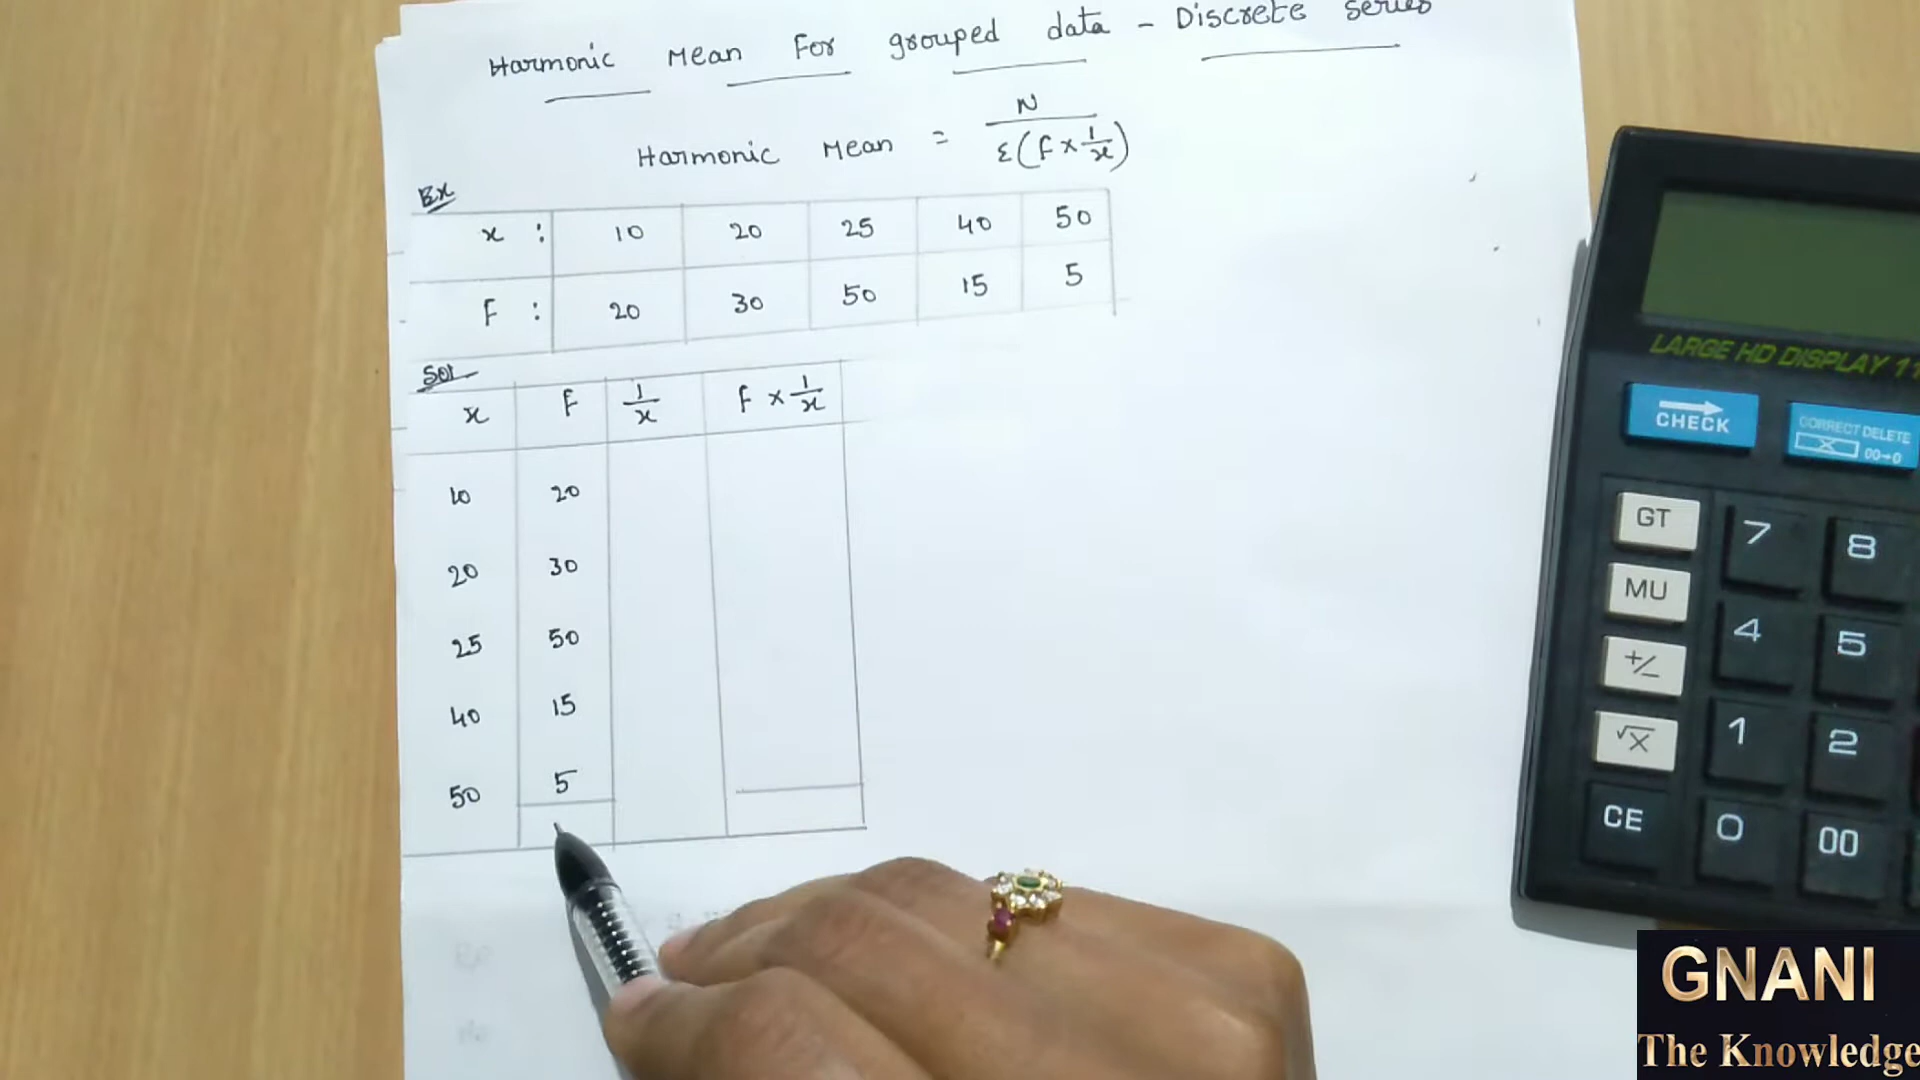 Harmonic Mean For grouped data - Discrete series
Harmonic Mean = N / Σ(F × 1/x)
Ex
x : 10 20 25 40 50
F : 20 30 50 15 5
Sol
x F 1/x F × 1/x
10 20
20 30
25 50
40 15
50 5
LARGE HD DISPLAY
CHECK
CORRECT DELETE
00→0
GT 7 8
MU 4 5
+/- 1 2
√X
CE 0 00
GNANI
The Knowledge